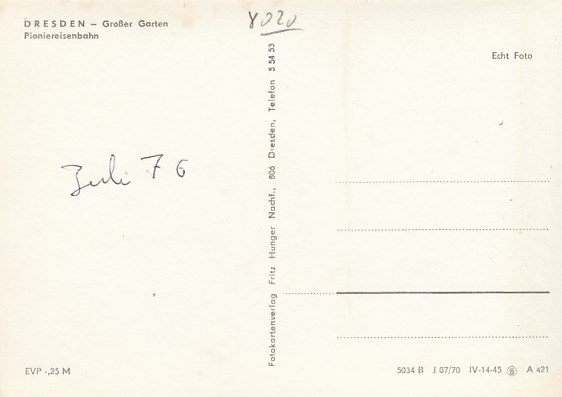 8020
DRESDEN – Großer Garten
Pioniereisenbahn
Echt Foto
Fotokartenverlag Fritz Hunger Nachf., 806 Dresden, Telefon 5 54 53
Juli 76
EVP -,25 M
5034 B J 07/70 IV-14-45 A 421